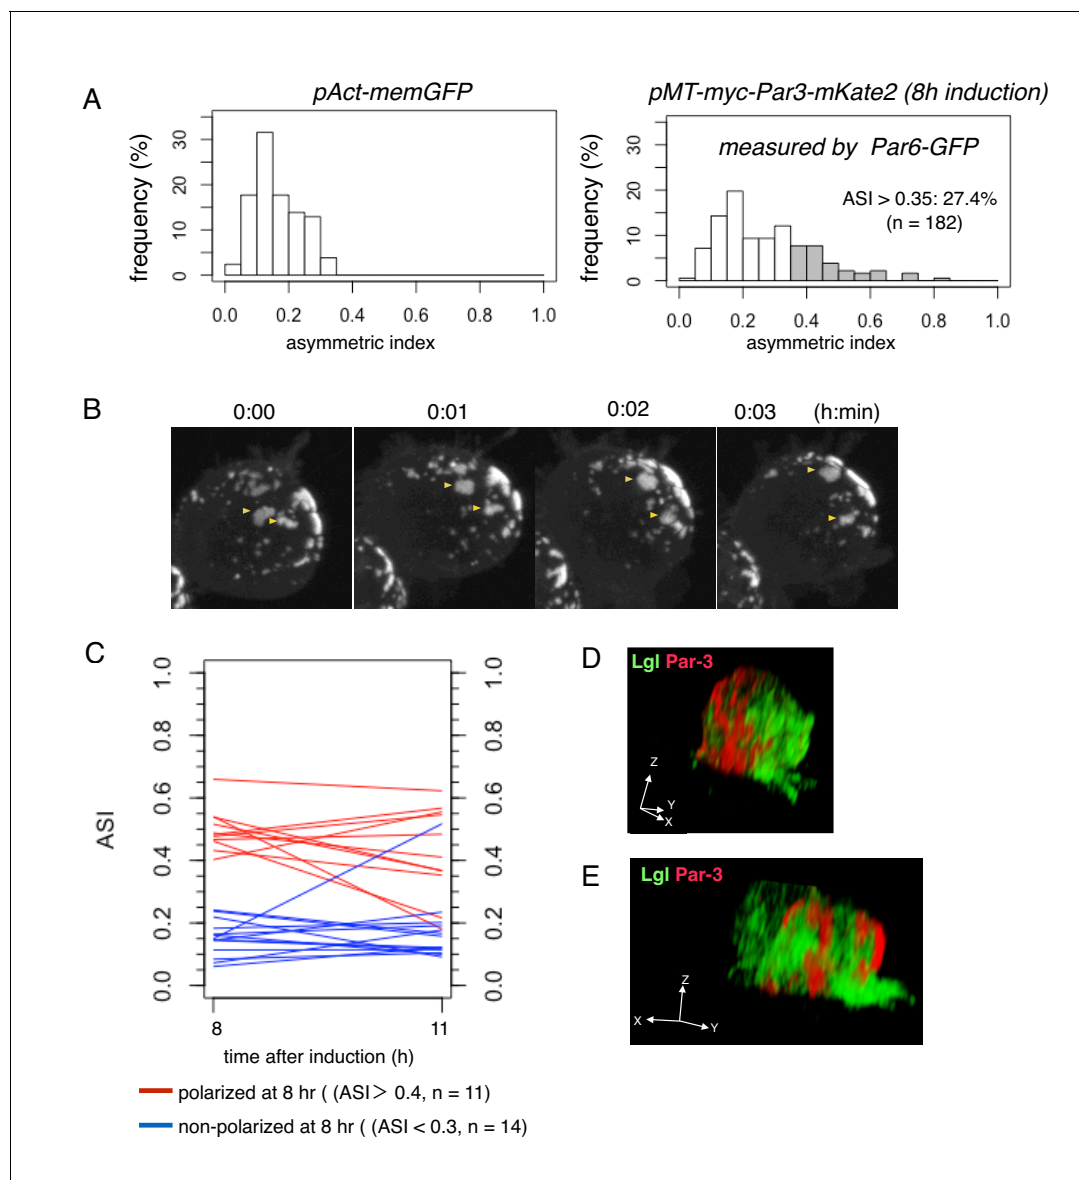 A
pAct-memGFP
pMT-myc-Par3-mKate2 (8h induction)
frequency (%)
0 10 20 30
0.0 0.2 0.4 0.6 0.8 1.0
asymmetric index
frequency (%)
0 10 20 30
measured by Par6-GFP
ASI > 0.35: 27.4%
(n = 182)
0.0 0.2 0.4 0.6 0.8 1.0
asymmetric index
B
0:00 0:01 0:02 0:03 (h:min)
C
ASI
0.0 0.2 0.4 0.6 0.8 1.0
0.0 0.2 0.4 0.6 0.8 1.0
8 11
time after induction (h)
polarized at 8 hr ( (ASI> 0.4, n = 11)
non-polarized at 8 hr ( (ASI < 0.3, n = 14)
D
Lgl Par-3
Z
Y
X
E
Lgl Par-3
Z
X
Y